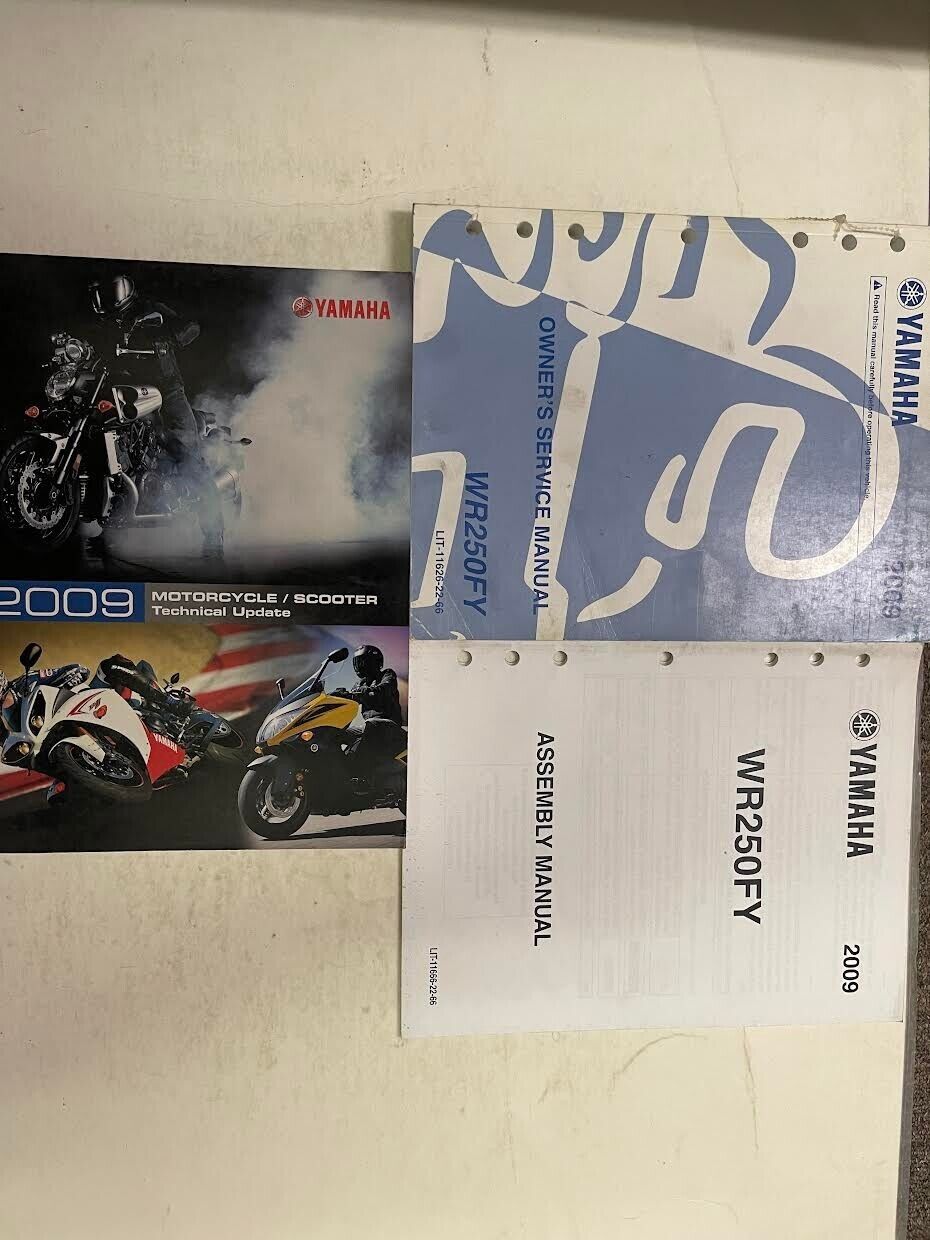 YAMAHA
2009
MOTORCYCLE / SCOOTER
Technical Update
YAMAHA
YAMAHA
Read this manual carefully before operating this vehicle.
2009
OWNER'S SERVICE MANUAL
WR250FY
LIT-11626-22-66
YAMAHA
2009
WR250FY
ASSEMBLY MANUAL
LIT-11666-22-66